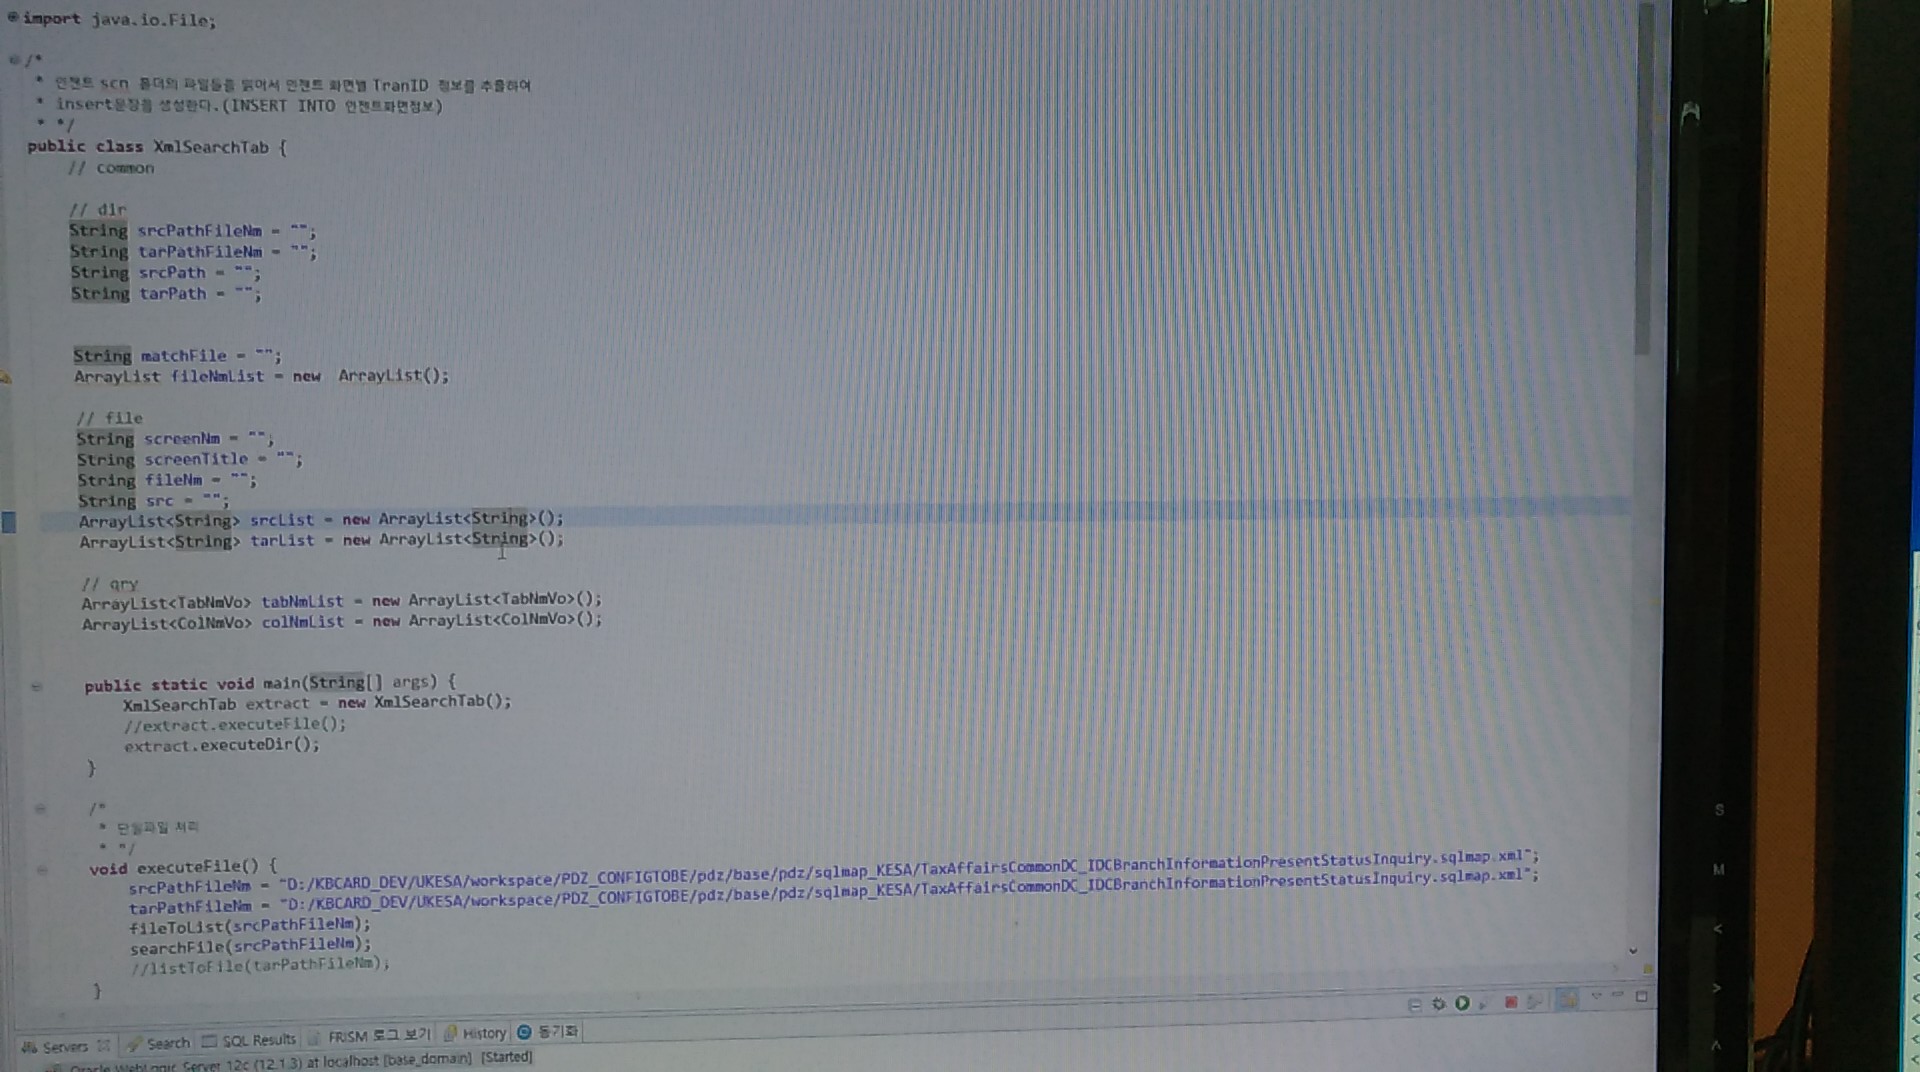 import java.io.File;
/*
* 인젠트 scn 폴더의 파일들을 읽어서 인젠트 화면별 TranID 정보를 추출하여
* insert문장을 생성한다.(INSERT INTO 인젠트화면정보)
* */
public class XmlSearchTab {
// common
// dir
String srcPathFileNm = "";
String tarPathFileNm = "";
String srcPath = "";
String tarPath = "";
String matchFile = "";
ArrayList fileNmList = new ArrayList();
// file
String screenNm = "";
String screenTitle = "";
String fileNm = "";
String src = "";
ArrayList<String> srcList = new ArrayList<String>();
ArrayList<String> tarList = new ArrayList<String>();
// qry
ArrayList<TabNmVo> tabNmList = new ArrayList<TabNmVo>();
ArrayList<ColNmVo> colNmList = new ArrayList<ColNmVo>();
public static void main(String[] args) {
XmlSearchTab extract = new XmlSearchTab();
//extract.executeFile();
extract.executeDir();
}
/*
* 단일파일 처리
* */
void executeFile() {
srcPathFileNm = "D:/KBCARD_DEV/UKESA/workspace/PDZ_CONFIGTOBE/pdz/base/pdz/sqlmap_KESA/TaxAffairsCommonDC_IDCBranchInformationPresentStatusInquiry.sqlmap.xml";
tarPathFileNm = "D:/KBCARD_DEV/UKESA/workspace/PDZ_CONFIGTOBE/pdz/base/pdz/sqlmap_KESA/TaxAffairsCommonDC_IDCBranchInformationPresentStatusInquiry.sqlmap.xml";
fileToList(srcPathFileNm);
searchFile(srcPathFileNm);
//listToFile(tarPathFileNm);
}
Servers Search SQL Results FRISM 로그 보기 History 동기화
Oracle WebLogic Server 12c (12.1.3) at localhost [base_domain] [Started]
S
M
<
>